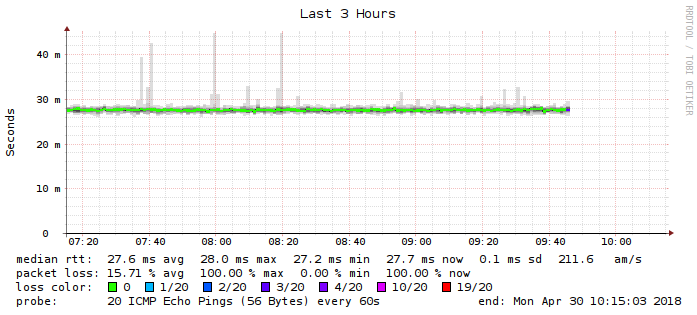 Last 3 Hours
RRDTOOL / TOBI OETIKER
Seconds
40 m
30 m
20 m
10 m
0
07:20 07:40 08:00 08:20 08:40 09:00 09:20 09:40 10:00
median rtt: 27.6 ms avg 28.0 ms max 27.2 ms min 27.7 ms now 0.1 ms sd 211.6 am/s
packet loss: 15.71 % avg 100.00 % max 0.00 % min 100.00 % now
loss color: 0 1/20 2/20 3/20 4/20 10/20 19/20
probe: 20 ICMP Echo Pings (56 Bytes) every 60s end: Mon Apr 30 10:15:03 2018